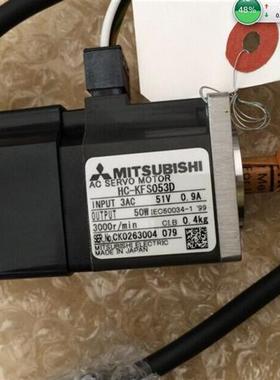 48%
MITSUBISHI
AC SERVO MOTOR
HC-KFS053D
INPUT 3AC 51V 0.9A
OUTPUT 50W IEC60034-1 '99
3000r/min CLB 0.4kg
No.CK0263004 079
MITSUBISHI ELECTRIC
MADE IN JAPAN